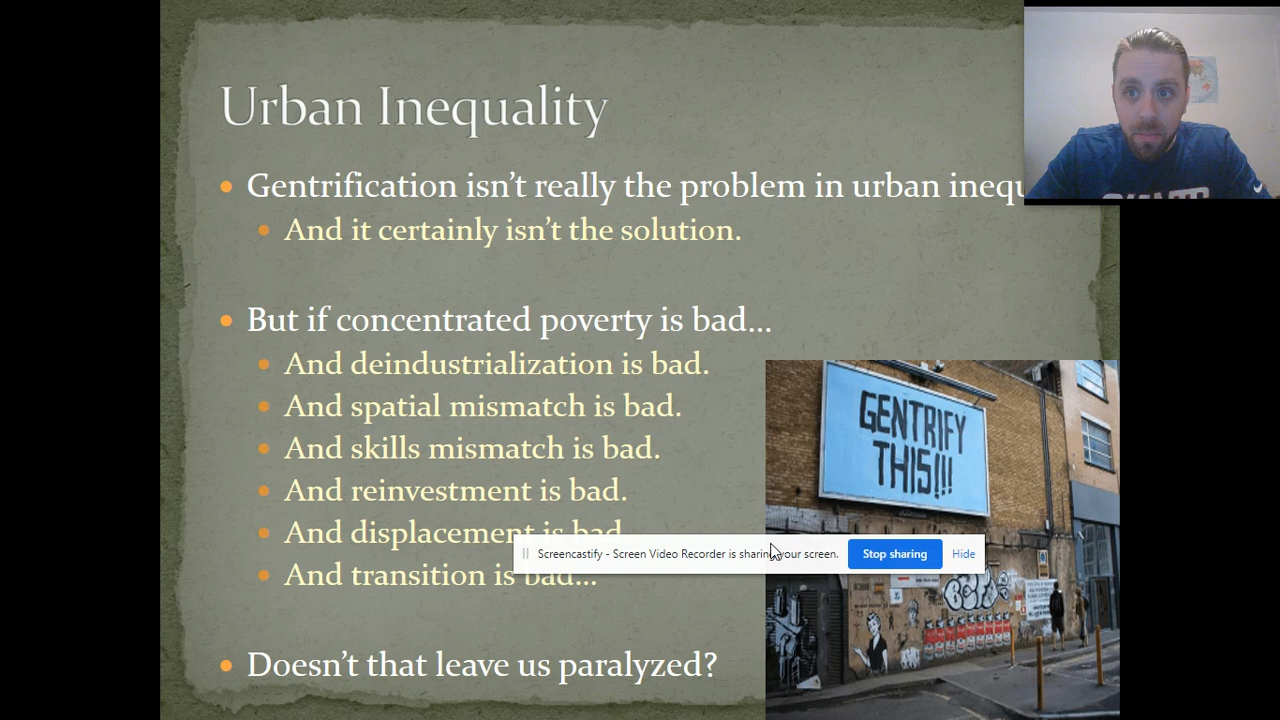 Urban Inequality
Gentrification isn't really the problem in urban inequ
And it certainly isn't the solution.
But if concentrated poverty is bad...
And deindustrialization is bad.
And spatial mismatch is bad.
And skills mismatch is bad.
And reinvestment is bad.
And displacement is bad
And transition is bad...
Doesn't that leave us paralyzed?
GENTRIFY
THIS!!!
Screencastify - Screen Video Recorder is sharing your screen.
Stop sharing
Hide